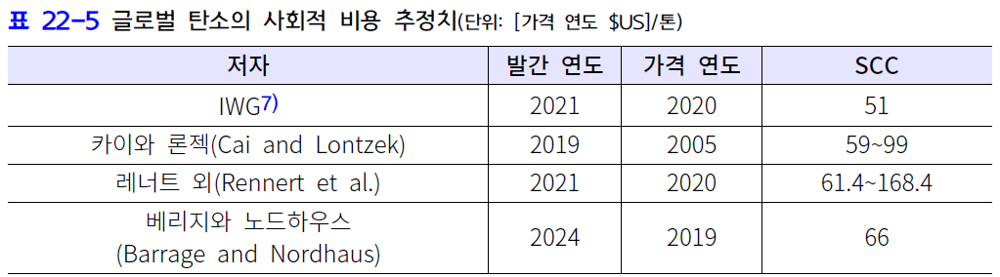 표 22-5 글로벌 탄소의 사회적 비용 추정치(단위: [가격 연도 $US]/톤)
저자 발간 연도 가격 연도 SCC
IWG7) 2021 2020 51
카이와 론젝(Cai and Lontzek) 2019 2005 59~99
레너트 외(Rennert et al.) 2021 2020 61.4~168.4
베리지와 노드하우스
(Barrage and Nordhaus) 2024 2019 66